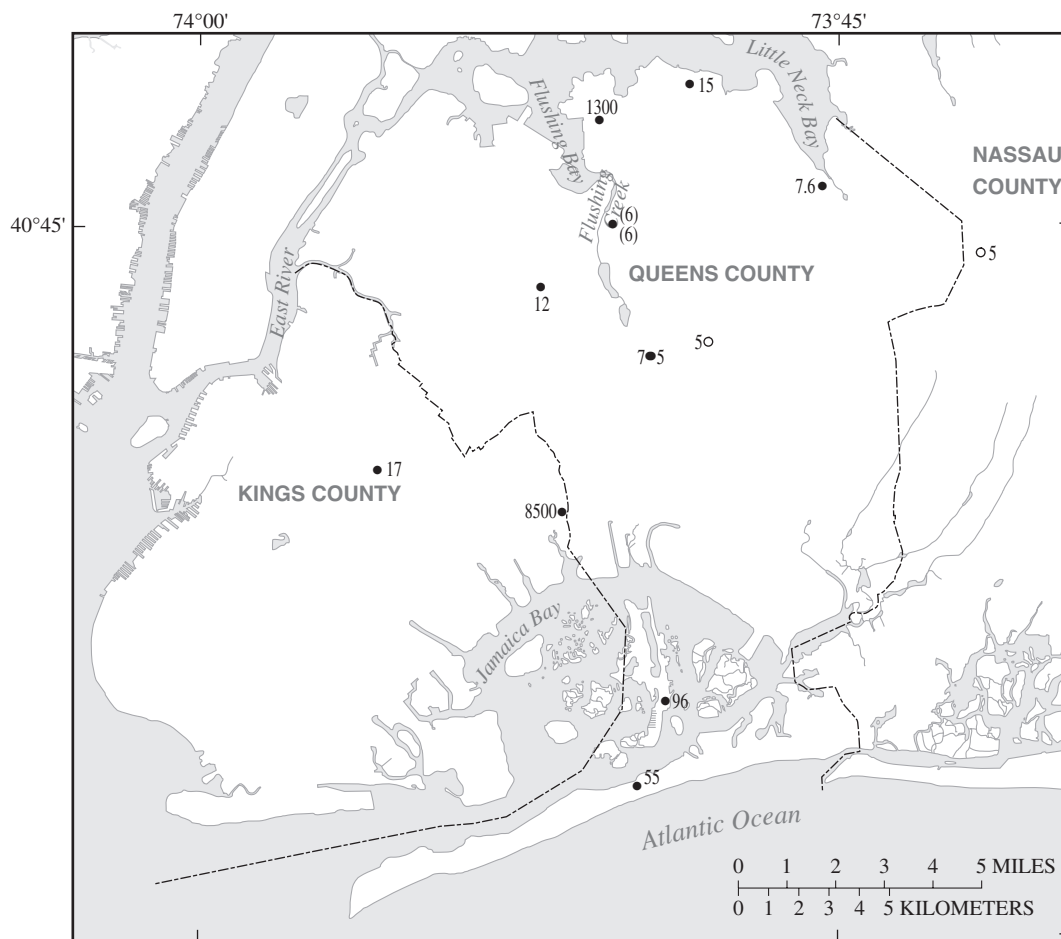 74°00'
73°45'
Little Neck Bay
15
Flushing Bay
1300
NASSAU
COUNTY
7.6
Flushing
Creek
(6)
(6)
40°45'
5
QUEENS COUNTY
East River
12
5
7
5
17
KINGS COUNTY
8500
Jamaica Bay
96
55
Atlantic Ocean
0 1 2 3 4 5 MILES
0 1 2 3 4 5 KILOMETERS